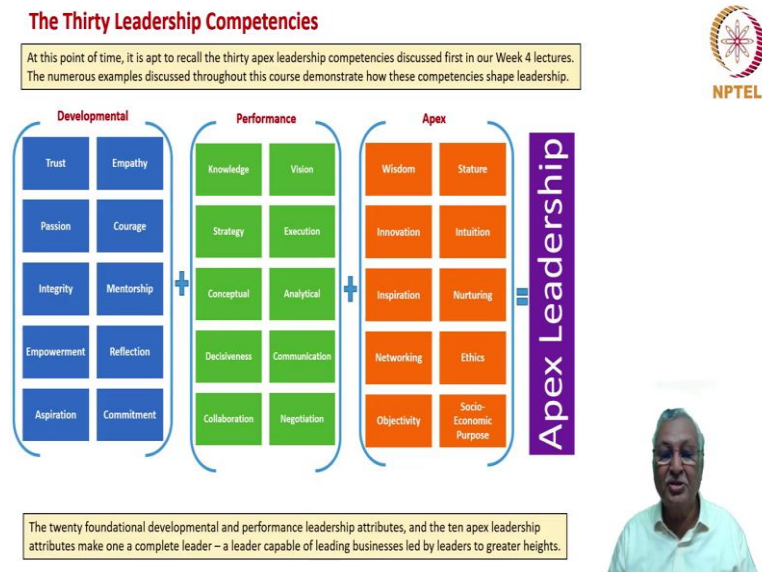 The Thirty Leadership Competencies
At this point of time, it is apt to recall the thirty apex leadership competencies discussed first in our Week 4 lectures.
The numerous examples discussed throughout this course demonstrate how these competencies shape leadership.
NPTEL
Developmental
Trust Empathy
Passion Courage
Integrity Mentorship
Empowerment Reflection
Aspiration Commitment
+
Performance
Knowledge Vision
Strategy Execution
Conceptual Analytical
Decisiveness Communication
Collaboration Negotiation
+
Apex
Wisdom Stature
Innovation Intuition
Inspiration Nurturing
Networking Ethics
Objectivity Socio-
Economic
Purpose
=
Apex Leadership
The twenty foundational developmental and performance leadership attributes, and the ten apex leadership
attributes make one a complete leader – a leader capable of leading businesses led by leaders to greater heights.